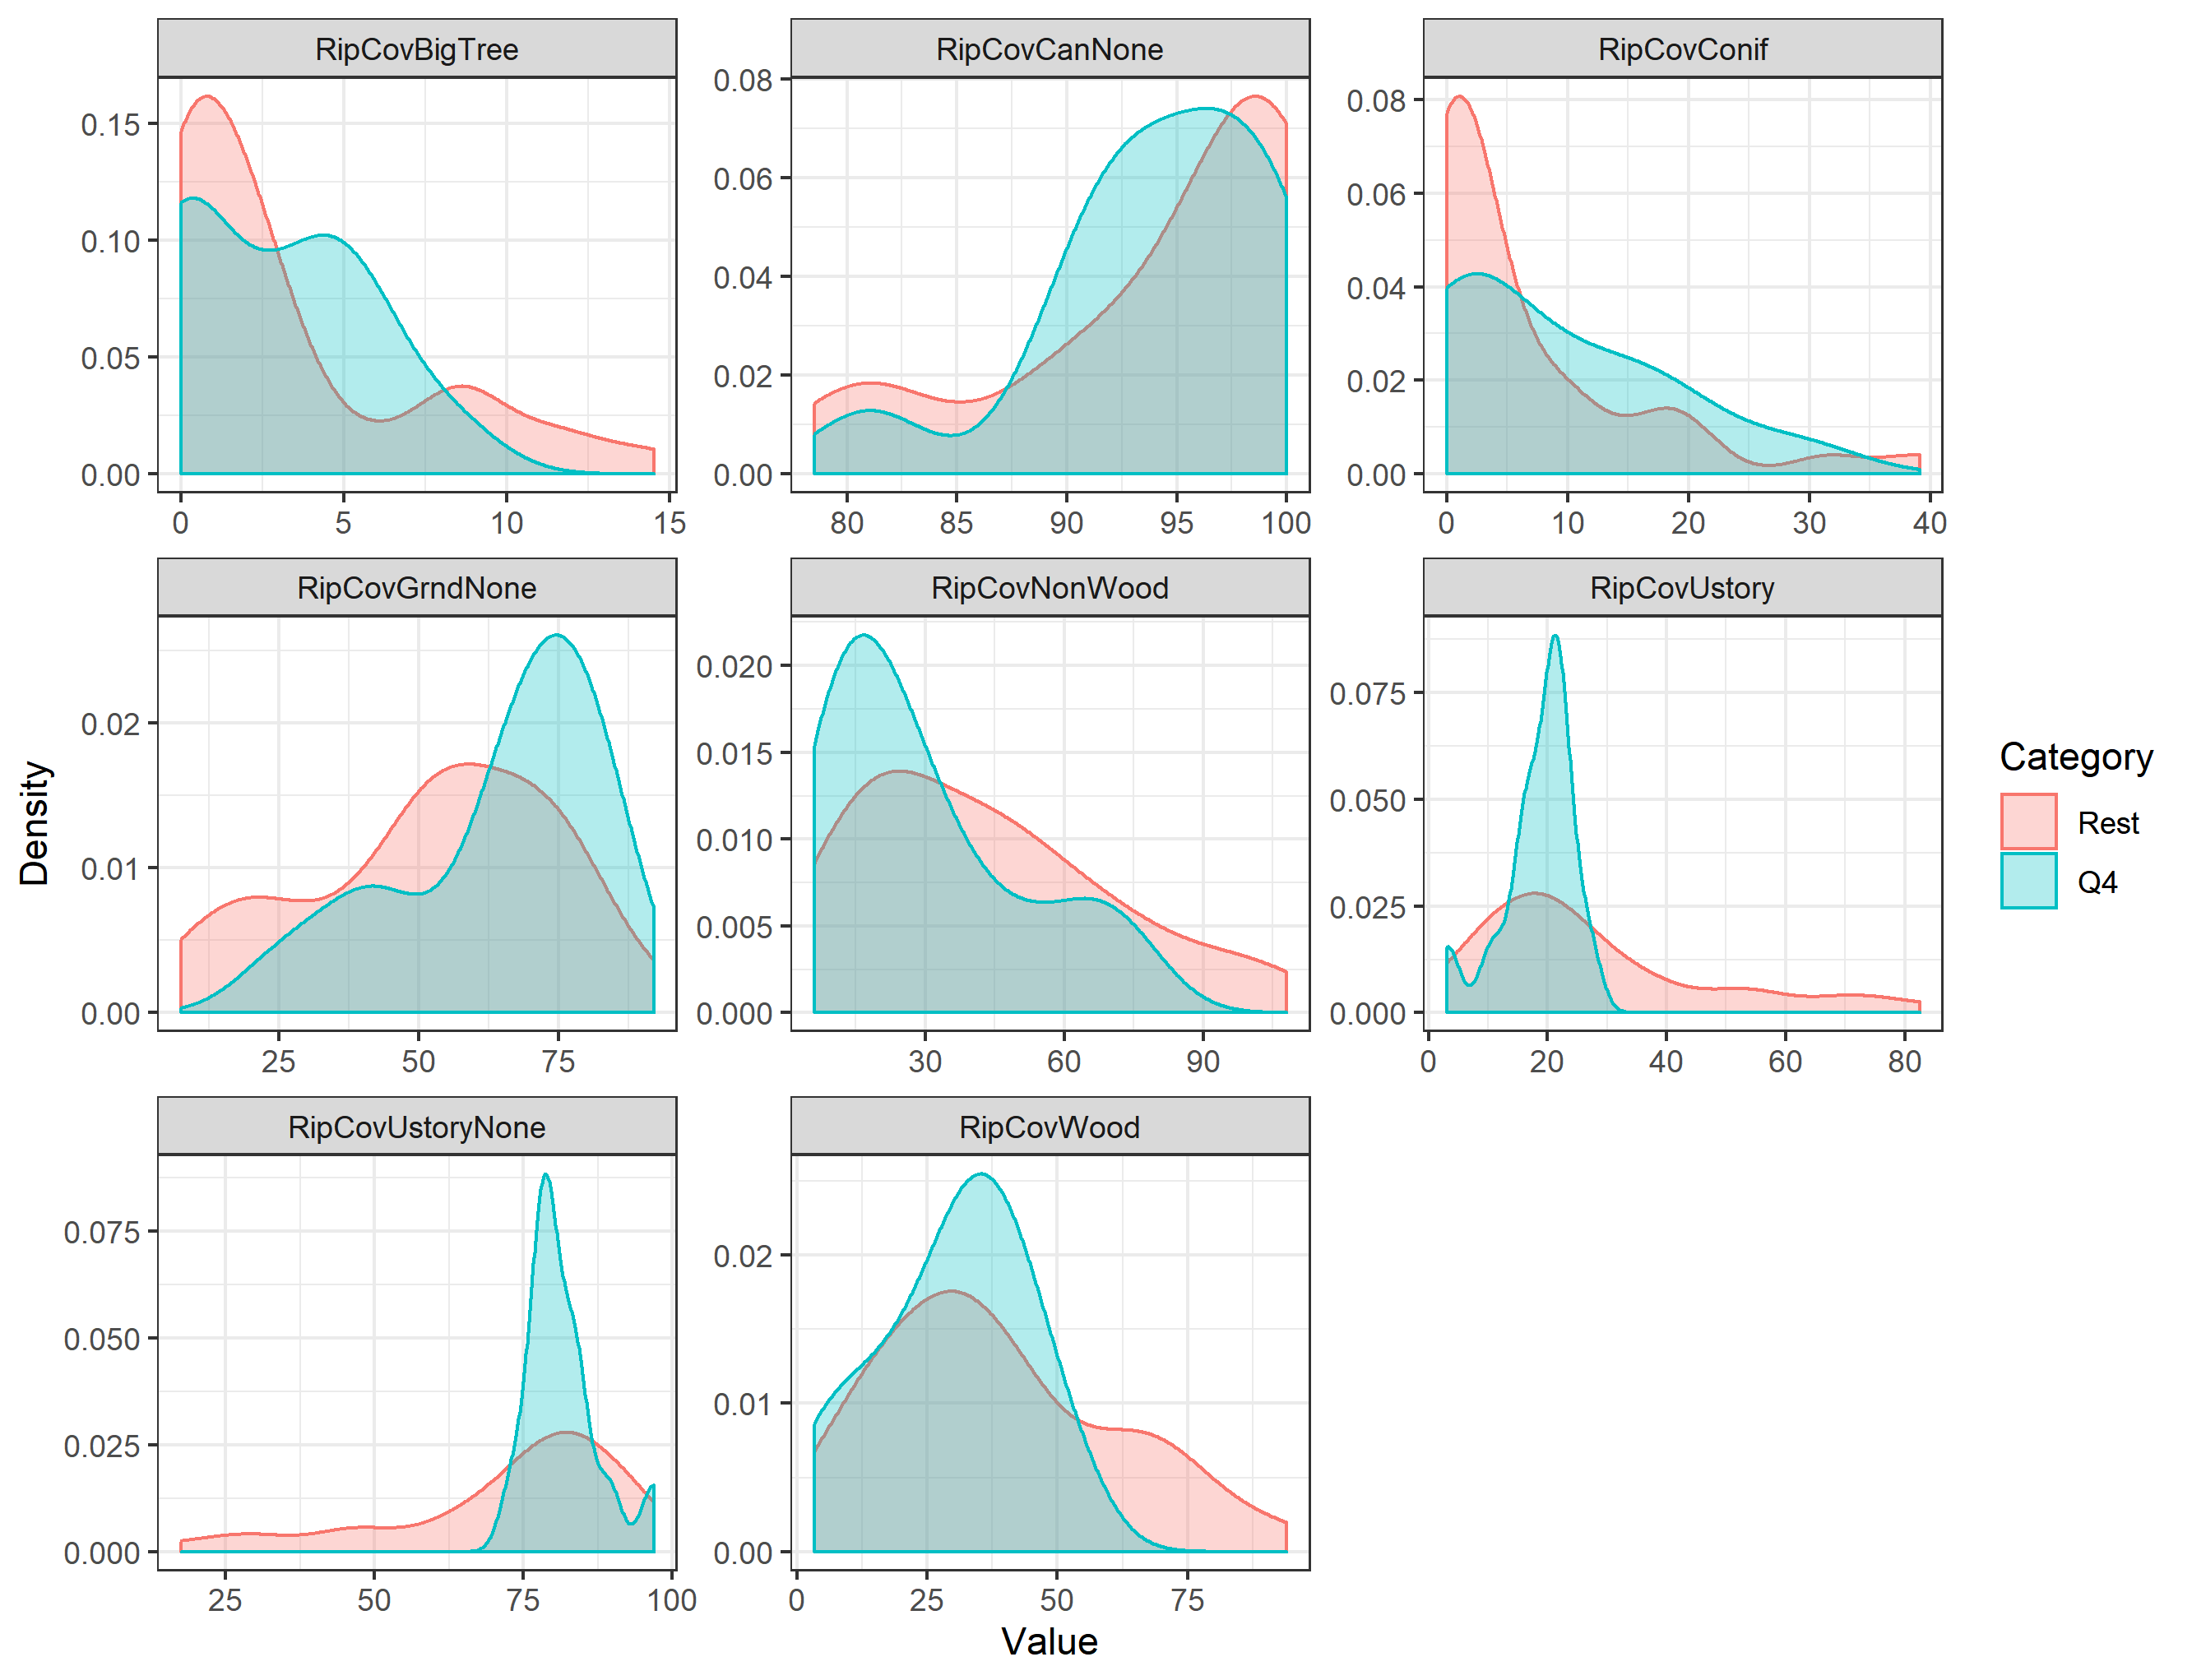 RipCovBigTree
RipCovCanNone
RipCovConif
0.15
0.10
0.05
0.00
0 5 10 15
0.08
0.06
0.04
0.02
0.00
80 85 90 95 100
0.08
0.06
0.04
0.02
0.00
0 10 20 30 40
RipCovGrndNone
RipCovNonWood
RipCovUstory
0.02
0.01
0.00
25 50 75
0.020
0.015
0.010
0.005
0.000
30 60 90
0.075
0.050
0.025
0.000
0 20 40 60 80
RipCovUstoryNone
RipCovWood
0.075
0.050
0.025
0.000
25 50 75 100
0.02
0.01
0.00
0 25 50 75
Density
Value
Category
Rest
Q4